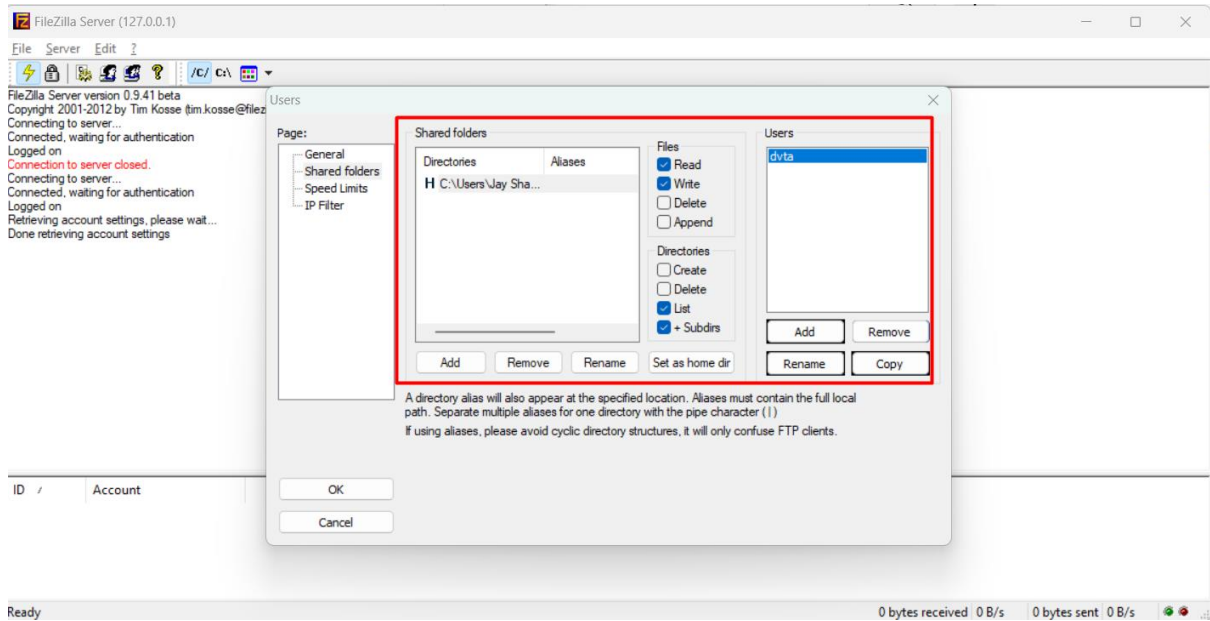 FileZilla Server (127.0.0.1)
File Server Edit ?
/C/ C:\
FileZilla Server version 0.9.41 beta
Copyright 2001-2012 by Tim Kosse (tim.kosse@filez
Connecting to server...
Connected, waiting for authentication
Logged on
Connection to server closed.
Connecting to server...
Connected, waiting for authentication
Logged on
Retrieving account settings, please wait...
Done retrieving account settings
Users
Page:
General
Shared folders
Speed Limits
IP Filter
Shared folders
Directories Aliases
H C:\Users\Jay Sha...
Files
Read
Write
Delete
Append
Directories
Create
Delete
List
+ Subdirs
Add Remove Rename Set as home dir
Users
dvta
Add Remove
Rename Copy
A directory alias will also appear at the specified location. Aliases must contain the full local
path. Separate multiple aliases for one directory with the pipe character (|)
If using aliases, please avoid cyclic directory structures, it will only confuse FTP clients.
OK
Cancel
ID / Account
Ready 0 bytes received 0 B/s 0 bytes sent 0 B/s